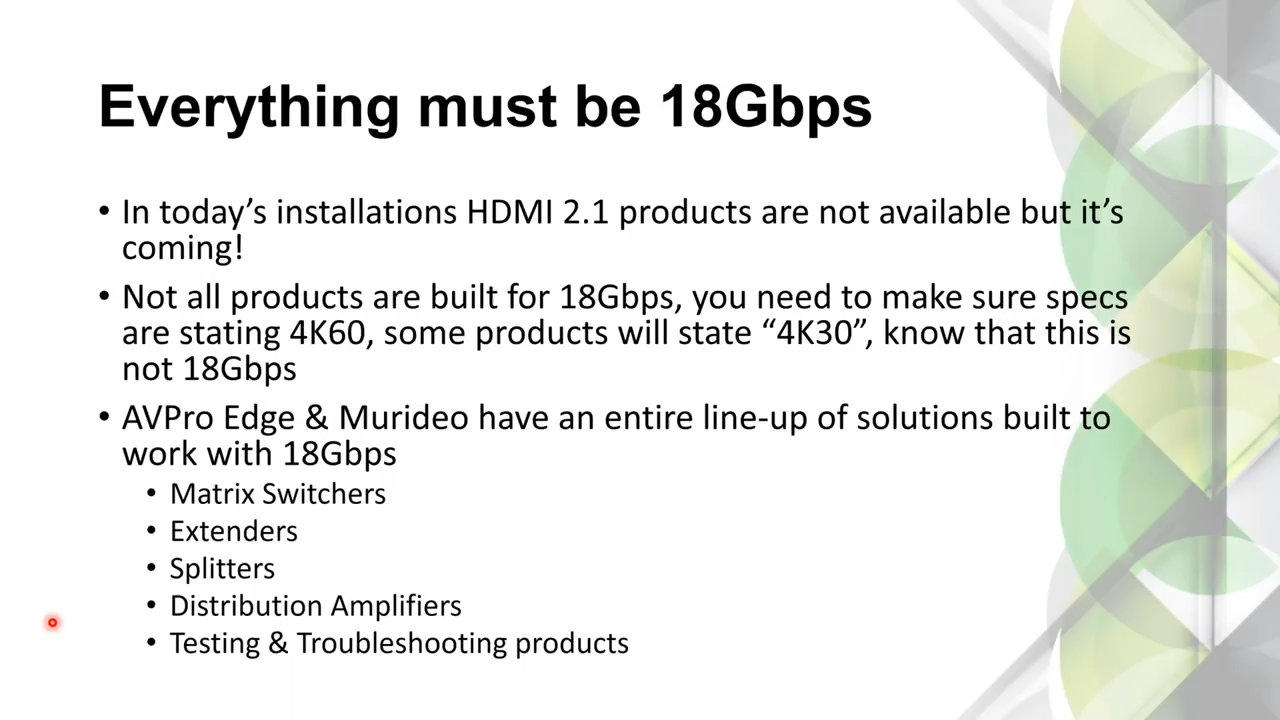 Everything must be 18Gbps
• In today’s installations HDMI 2.1 products are not available but it’s
coming!
• Not all products are built for 18Gbps, you need to make sure specs
are stating 4K60, some products will state “4K30”, know that this is
not 18Gbps
• AVPro Edge & Murideo have an entire line-up of solutions built to
work with 18Gbps
• Matrix Switchers
• Extenders
• Splitters
• Distribution Amplifiers
• Testing & Troubleshooting products